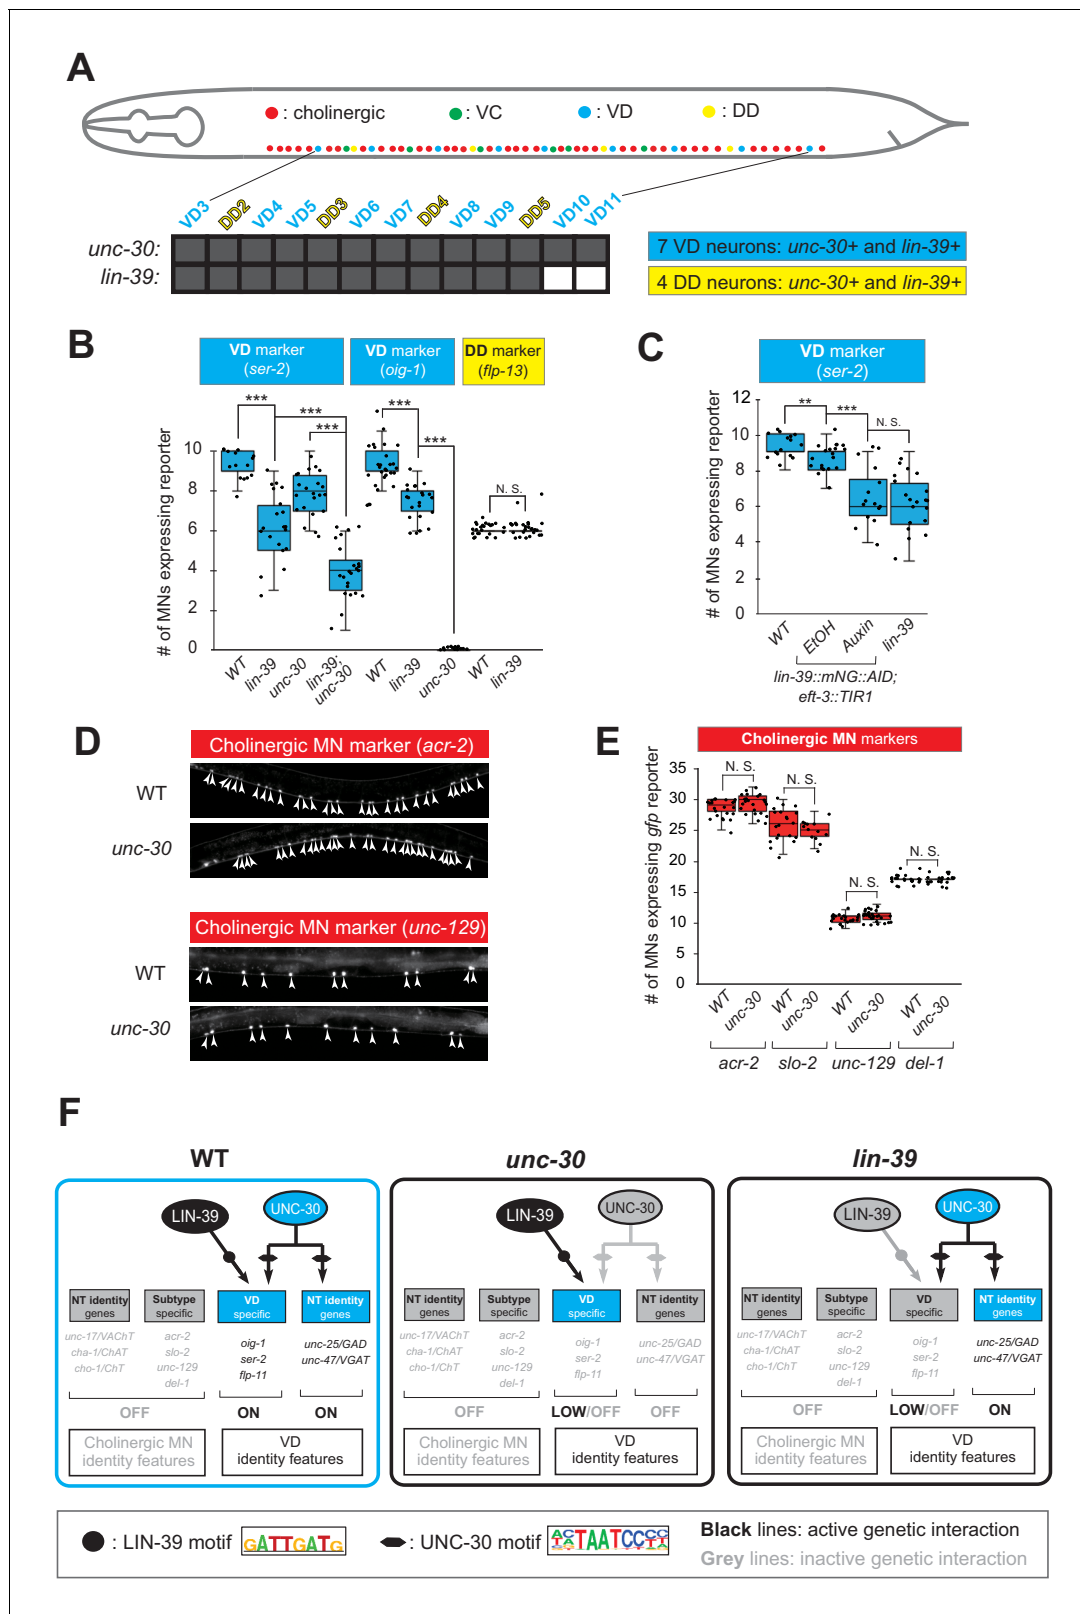 A
: cholinergic
: VC
: VD
: DD
VD3 DD2 VD4 VD5 DD3 VD6 VD7 DD4 VD8 VD9 DD5 VD10 VD11
unc-30:
lin-39:
7 VD neurons: unc-30+ and lin-39+
4 DD neurons: unc-30+ and lin-39+
B
VD marker
(ser-2)
VD marker
(oig-1)
DD marker
(flp-13)
# of MNs expressing reporter
10
8
6
4
2
0
***
***
***
***
***
N. S.
WT
lin-39
unc-30
lin-39;
unc-30
WT
lin-39
unc-30
WT
lin-39
C
VD marker
(ser-2)
# of MNs expressing reporter
12
10
8
6
4
2
0
**
***
N. S.
WT
EtOH
Auxin
lin-39
lin-39::mNG::AID;
eft-3::TIR1
D
Cholinergic MN marker (acr-2)
WT
unc-30
Cholinergic MN marker (unc-129)
WT
unc-30
E
Cholinergic MN markers
# of MNs expressing gfp reporter
35
30
25
20
15
10
5
0
N. S.
N. S.
N. S.
N. S.
WT
unc-30
WT
unc-30
WT
unc-30
WT
unc-30
acr-2
slo-2
unc-129
del-1
F
WT
LIN-39
UNC-30
NT identity
genes
Subtype
specific
VD
specific
NT identity
genes
unc-17/VAChT
cha-1/ChAT
cho-1/ChT
acr-2
slo-2
unc-129
del-1
oig-1
ser-2
flp-11
unc-25/GAD
unc-47/VGAT
OFF
ON
ON
Cholinergic MN
identity features
VD
identity features
unc-30
LIN-39
UNC-30
NT identity
genes
Subtype
specific
VD
specific
NT identity
genes
unc-17/VAChT
cha-1/ChAT
cho-1/ChT
acr-2
slo-2
unc-129
del-1
oig-1
ser-2
flp-11
unc-25/GAD
unc-47/VGAT
OFF
LOW/OFF
OFF
Cholinergic MN
identity features
VD
identity features
lin-39
LIN-39
UNC-30
NT identity
genes
Subtype
specific
VD
specific
NT identity
genes
unc-17/VAChT
cha-1/ChAT
cho-1/ChT
acr-2
slo-2
unc-129
del-1
oig-1
ser-2
flp-11
unc-25/GAD
unc-47/VGAT
OFF
LOW/OFF
ON
Cholinergic MN
identity features
VD
identity features
: LIN-39 motif
GATTGATG
: UNC-30 motif
TAATCC
Black lines: active genetic interaction
Grey lines: inactive genetic interaction